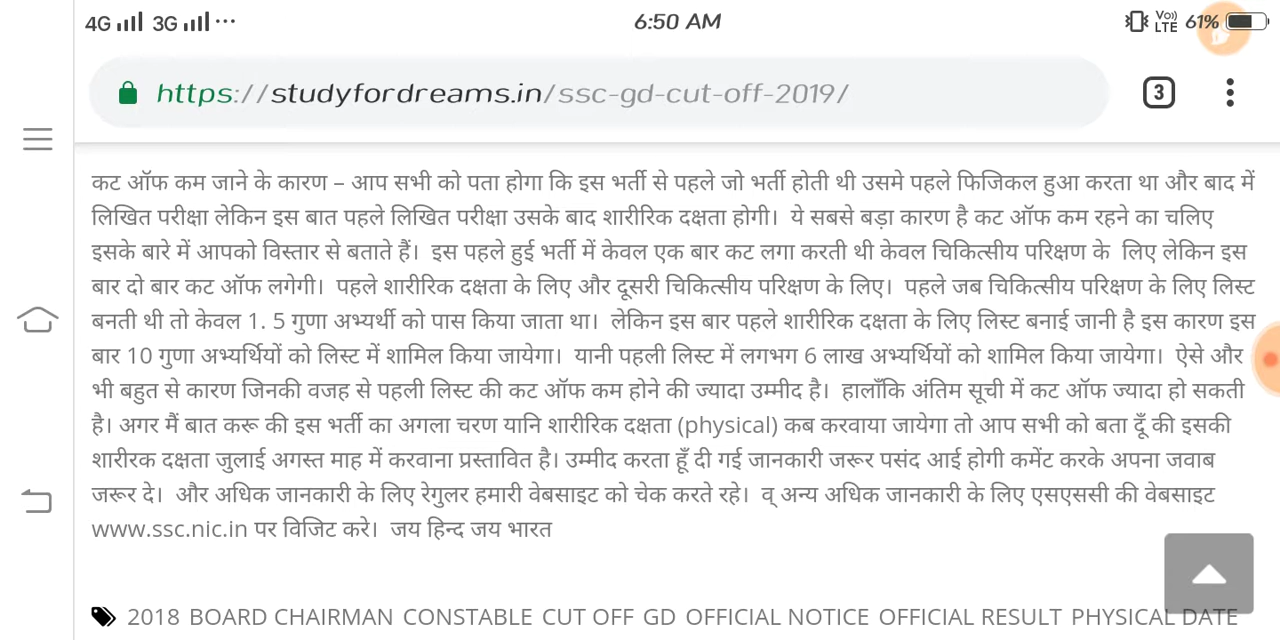 4G 3G ... 6:50 AM Vo)) LTE 61%
https://studyfordreams.in/ssc-gd-cut-off-2019/ 3
कट ऑफ कम जाने के कारण – आप सभी को पता होगा कि इस भर्ती से पहले जो भर्ती होती थी उसमे पहले फिजिकल हुआ करता था और बाद में
लिखित परीक्षा लेकिन इस बात पहले लिखित परीक्षा उसके बाद शारीरिक दक्षता होगी। ये सबसे बड़ा कारण है कट ऑफ कम रहने का चलिए
इसके बारे में आपको विस्तार से बताते हैं। इस पहले हुई भर्ती में केवल एक बार कट लगा करती थी केवल चिकित्सीय परिक्षण के लिए लेकिन इस
बार दो बार कट ऑफ लगेगी। पहले शारीरिक दक्षता के लिए और दूसरी चिकित्सीय परिक्षण के लिए। पहले जब चिकित्सीय परिक्षण के लिए लिस्ट
बनती थी तो केवल 1. 5 गुणा अभ्यर्थी को पास किया जाता था। लेकिन इस बार पहले शारीरिक दक्षता के लिए लिस्ट बनाई जानी है इस कारण इस
बार 10 गुणा अभ्यर्थियों को लिस्ट में शामिल किया जायेगा। यानी पहली लिस्ट में लगभग 6 लाख अभ्यर्थियों को शामिल किया जायेगा। ऐसे और
भी बहुत से कारण जिनकी वजह से पहली लिस्ट की कट ऑफ कम होने की ज्यादा उम्मीद है। हालाँकि अंतिम सूची में कट ऑफ ज्यादा हो सकती
है। अगर मैं बात करू की इस भर्ती का अगला चरण यानि शारीरिक दक्षता (physical) कब करवाया जायेगा तो आप सभी को बता दूँ की इसकी
शारीरक दक्षता जुलाई अगस्त माह में करवाना प्रस्तावित है। उम्मीद करता हूँ दी गई जानकारी जरूर पसंद आई होगी कमेंट करके अपना जवाब
जरूर दे। और अधिक जानकारी के लिए रेगुलर हमारी वेबसाइट को चेक करते रहे। व् अन्य अधिक जानकारी के लिए एसएससी की वेबसाइट
www.ssc.nic.in पर विजिट करे। जय हिन्द जय भारत
2018 BOARD CHAIRMAN CONSTABLE CUT OFF GD OFFICIAL NOTICE OFFICIAL RESULT PHYSICAL DATE